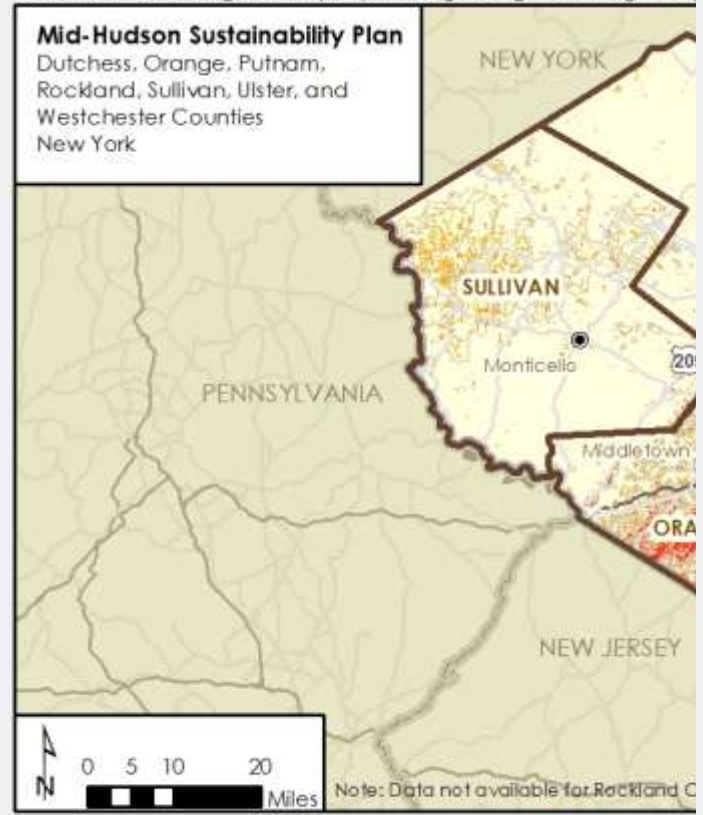 Mid-Hudson Sustainability Plan
Dutchess, Orange, Putnam,
Rockland, Sullivan, Ulster, and
Westchester Counties
New York
NEW YORK
SULLIVAN
Monticello
20
PENNSYLVANIA
Middletown
ORA
NEW JERSEY
N
0 5 10 20
Miles
Note: Data not available for Rockland C